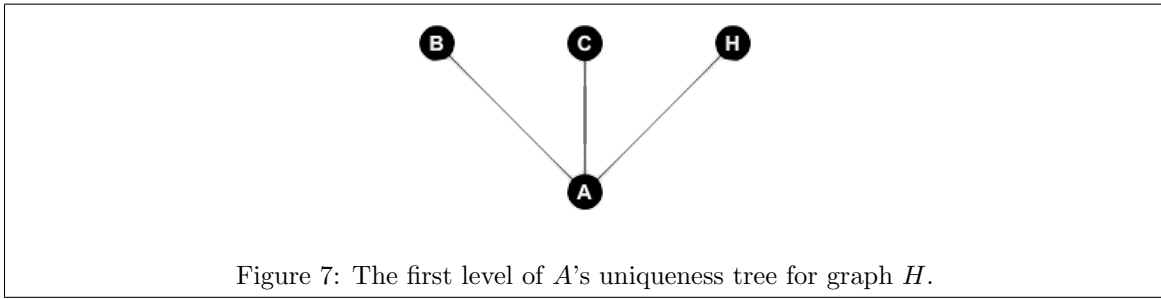 B C H
A
Figure 7: The first level of A's uniqueness tree for graph H.